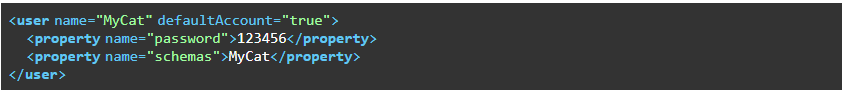 <user name="MyCat" defaultAccount="true">
<property name="password">123456</property>
<property name="schemas">MyCat</property>
</user>